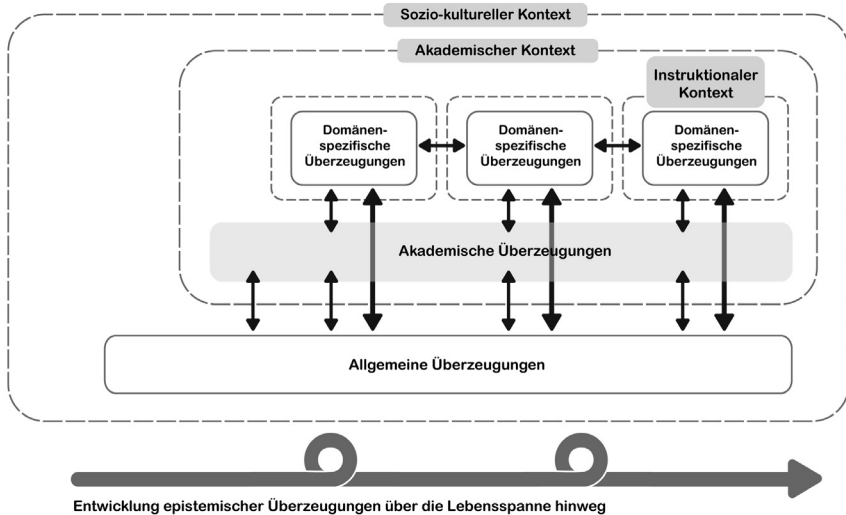 Sozio-kultureller Kontext
Akademischer Kontext
Instruktionaler
Kontext
Domänen-
spezifische
Überzeugungen
Domänen-
spezifische
Überzeugungen
Domänen-
spezifische
Überzeugungen
Akademische Überzeugungen
Allgemeine Überzeugungen
Entwicklung epistemischer Überzeugungen über die Lebensspanne hinweg